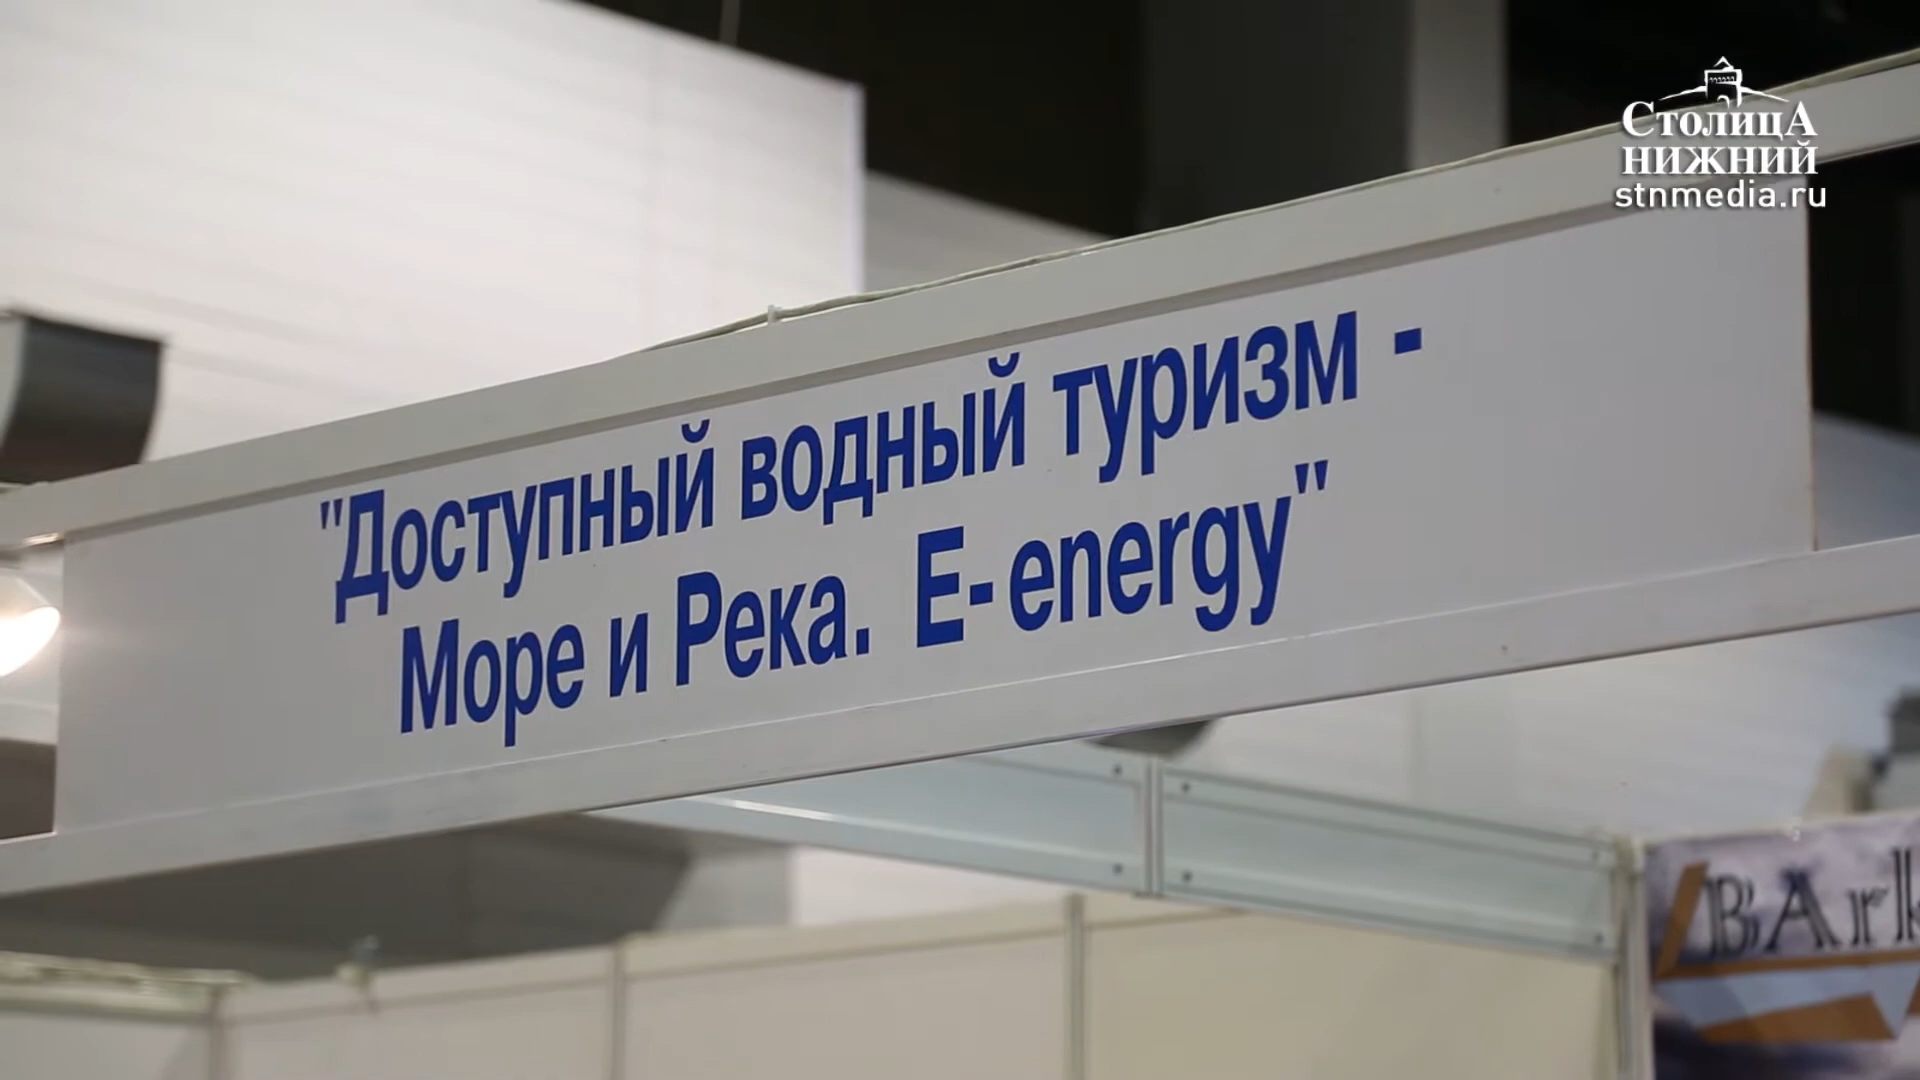 СтолицА
нижний
stnmedia.ru
"Доступный водный туризм -
Море и Река. E-energy"